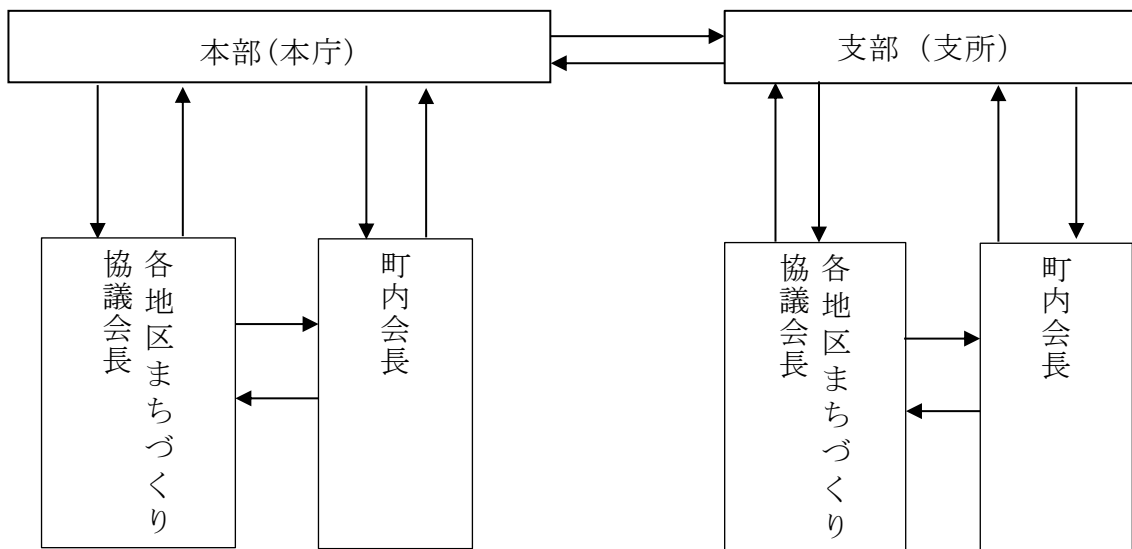 本部(本庁)
支部（支所）
各地区まちづくり
協議会長
町内会長
各地区まちづくり
協議会長
町内会長